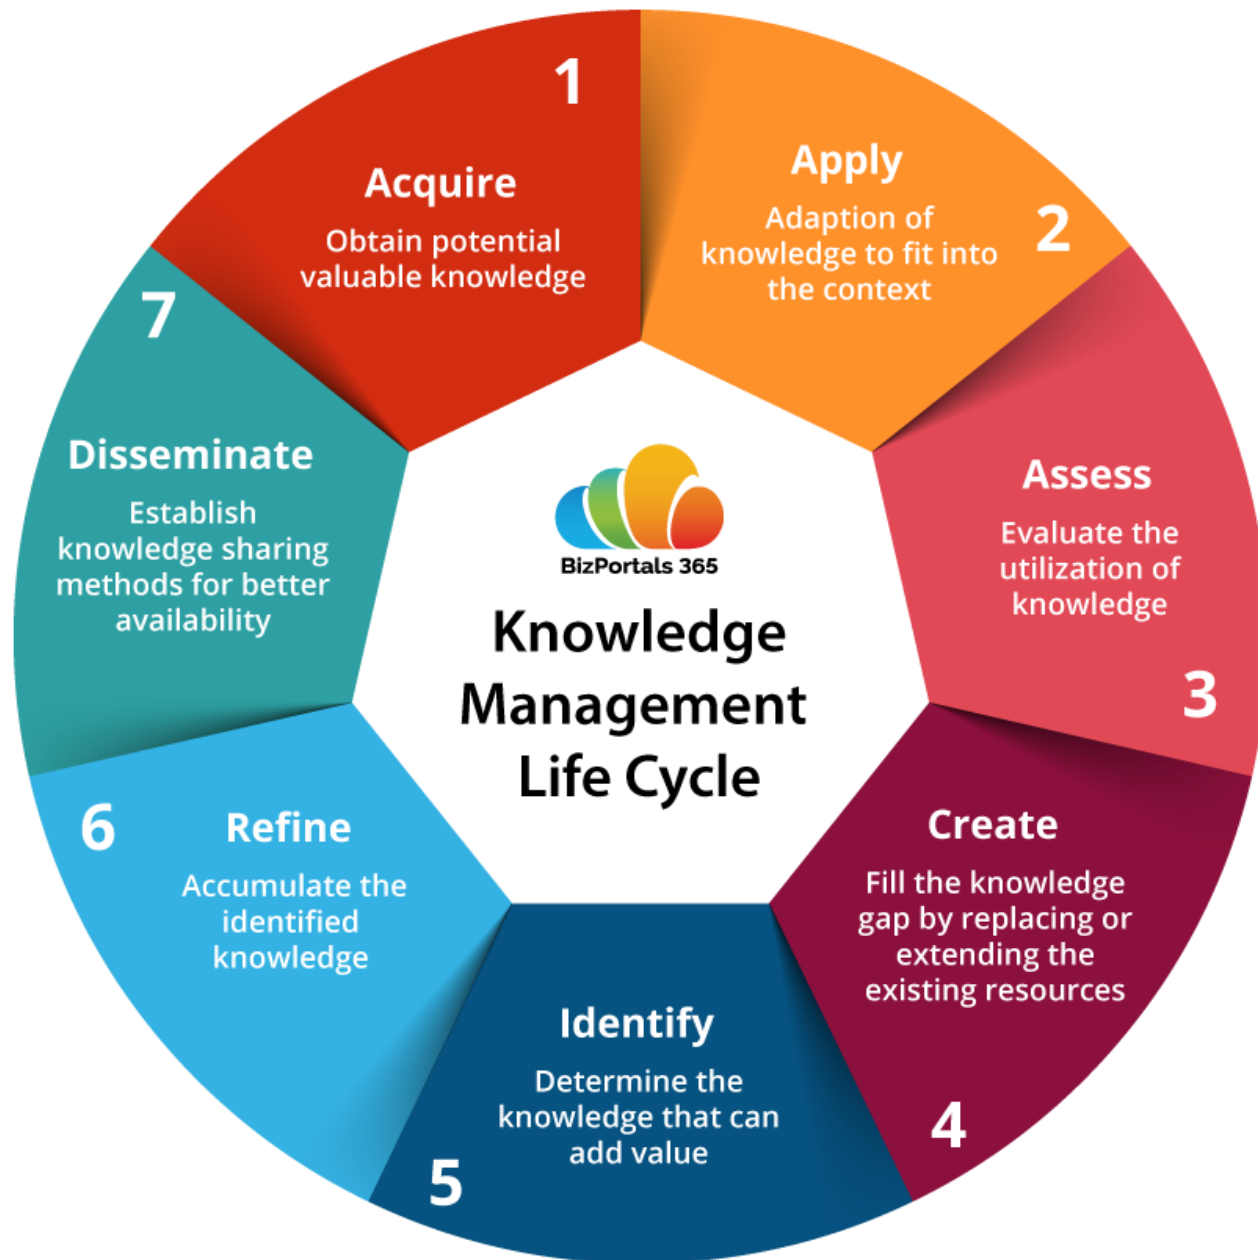 BizPortals 365
Knowledge
Management
Life Cycle
1
Acquire
Obtain potential
valuable knowledge
2
Apply
Adaption of
knowledge to fit into
the context
3
Assess
Evaluate the
utilization of
knowledge
4
Create
Fill the knowledge
gap by replacing or
extending the
existing resources
5
Identify
Determine the
knowledge that can
add value
6
Refine
Accumulate the
identified
knowledge
7
Disseminate
Establish
knowledge sharing
methods for better
availability